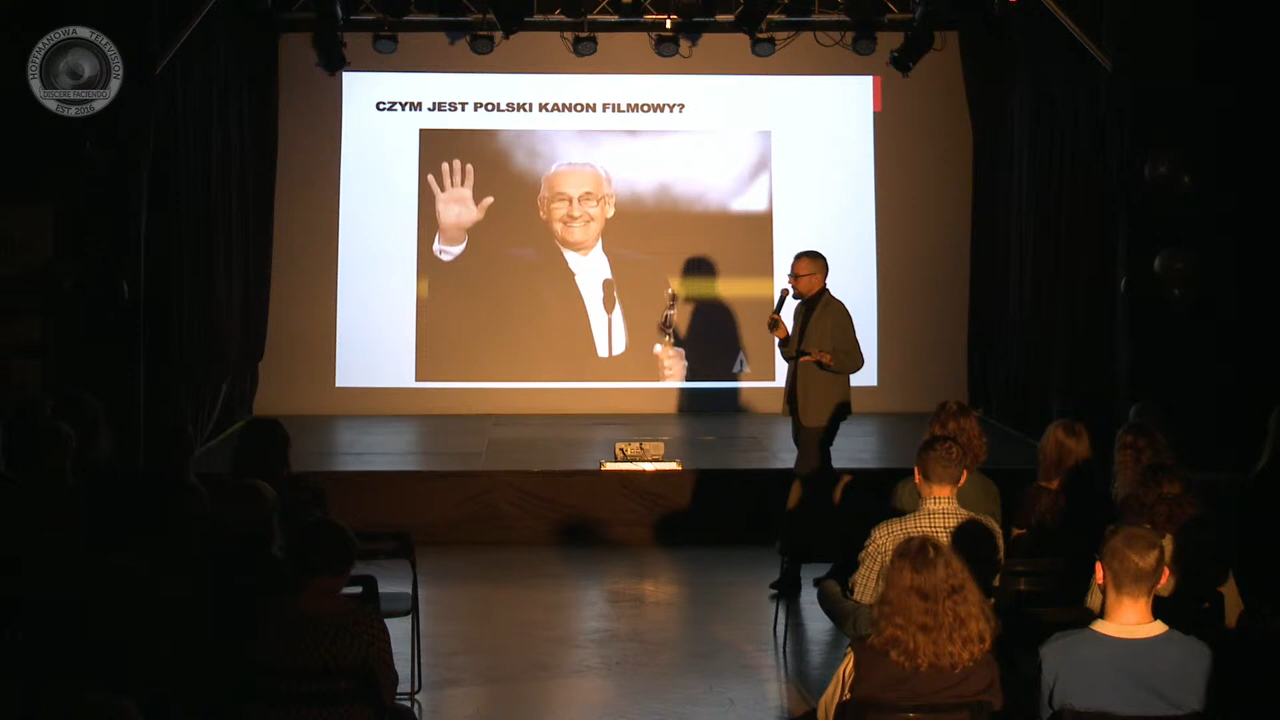 HOFFMANOWA TELEVISION
DISCERE FACIENDO
EST. 2016
CZYM JEST POLSKI KANON FILMOWY?